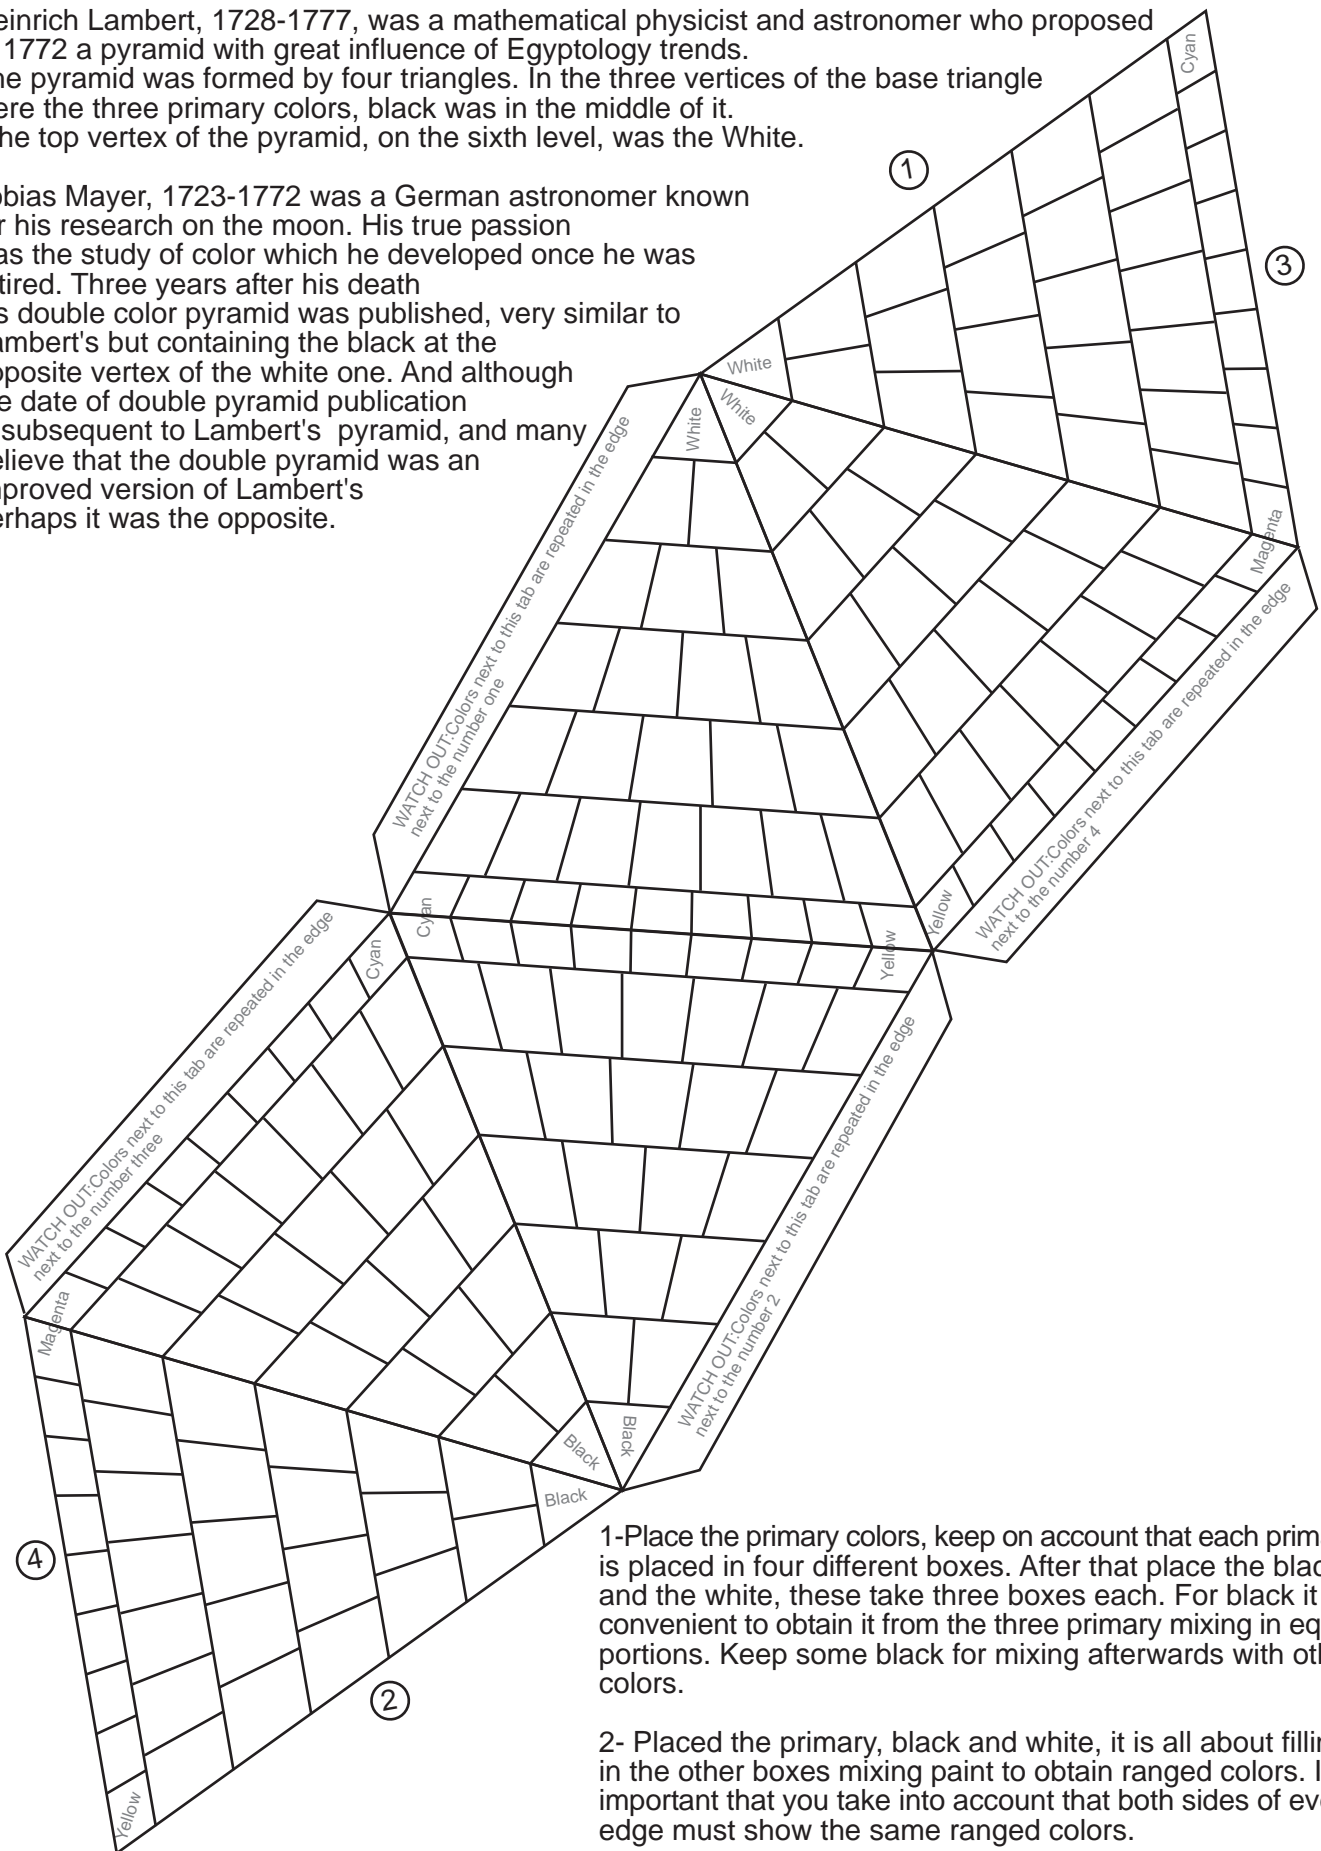 einrich Lambert, 1728-1777, was a mathematical physicist and astronomer who proposed
1772 a pyramid with great influence of Egyptology trends.
he pyramid was formed by four triangles. In the three vertices of the base triangle
ere the three primary colors, black was in the middle of it.
he top vertex of the pyramid, on the sixth level, was the White.
obias Mayer, 1723-1772 was a German astronomer known
r his research on the moon. His true passion
as the study of color which he developed once he was
tired. Three years after his death
s double color pyramid was published, very similar to
ambert's but containing the black at the
pposite vertex of the white one. And although
e date of double pyramid publication
subsequent to Lambert's pyramid, and many
elieve that the double pyramid was an
proved version of Lambert's
erhaps it was the opposite.
Cyan
1
3
White
White
White
Magenta
WATCH OUT:Colors next to this tab are repeated in the edge
next to the number one
WATCH OUT:Colors next to this tab are repeated in the edge
next to the number 4
Cyan
Yellow
Yellow
Cyan
Yellow
WATCH OUT:Colors next to this tab are repeated in the edge
next to the number three
WATCH OUT:Colors next to this tab are repeated in the edge
next to the number 2
Magenta
Black
Black
Black
4
2
Yellow
1-Place the primary colors, keep on account that each prima
is placed in four different boxes. After that place the blac
and the white, these take three boxes each. For black it
convenient to obtain it from the three primary mixing in eq
portions. Keep some black for mixing afterwards with oth
colors.
2- Placed the primary, black and white, it is all about fillin
in the other boxes mixing paint to obtain ranged colors. I
important that you take into account that both sides of eve
edge must show the same ranged colors.